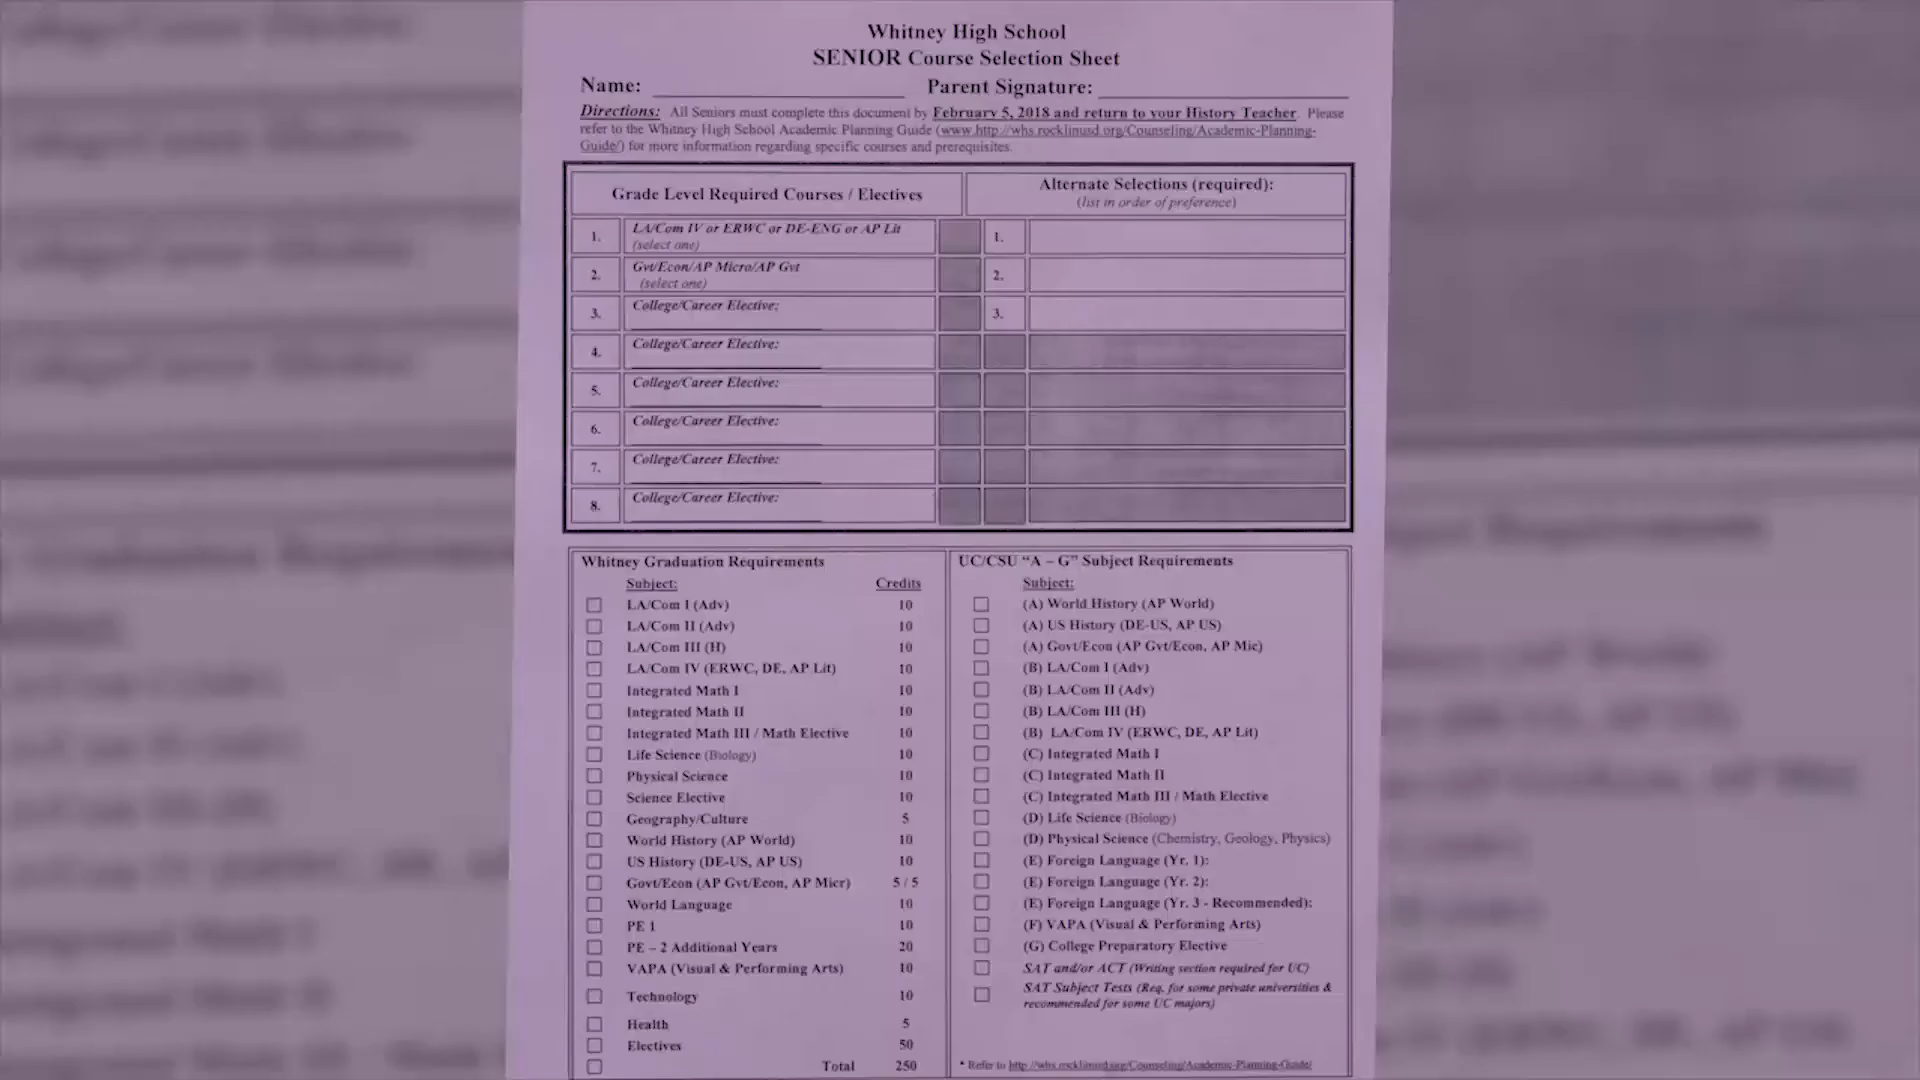 Whitney High School
SENIOR Course Selection Sheet
Name: Parent Signature:
Directions: All Seniors must complete this document by February 5, 2018 and return to your History Teacher. Please
refer to the Whitney High School Academic Planning Guide (www.http://whs.rocklinusd.org/Counseling/Academic-Planning-
Guide/) for more information regarding specific courses and prerequisites.
Grade Level Required Courses / Electives
Alternate Selections (required):
(list in order of preference)
1. LA/Com IV or ERWC or DE-ENG or AP Lit
(select one)
1.
2. Gvt/Econ/AP Micro/AP Gvt
(select one)
2.
3. College/Career Elective:
3.
4. College/Career Elective:
5. College/Career Elective:
6. College/Career Elective:
7. College/Career Elective:
8. College/Career Elective:
Whitney Graduation Requirements
Subject: Credits
LA/Com I (Adv) 10
LA/Com II (Adv) 10
LA/Com III (H) 10
LA/Com IV (ERWC, DE, AP Lit) 10
Integrated Math I 10
Integrated Math II 10
Integrated Math III / Math Elective 10
Life Science (Biology) 10
Physical Science 10
Science Elective 10
Geography/Culture 5
World History (AP World) 10
US History (DE-US, AP US) 10
Govt/Econ (AP Gvt/Econ, AP Micr) 5 / 5
World Language 10
PE 1 10
PE – 2 Additional Years 20
VAPA (Visual & Performing Arts) 10
Technology 10
Health 5
Electives 50
Total 250
UC/CSU “A – G” Subject Requirements
Subject:
(A) World History (AP World)
(A) US History (DE-US, AP US)
(A) Govt/Econ (AP Gvt/Econ, AP Mic)
(B) LA/Com I (Adv)
(B) LA/Com II (Adv)
(B) LA/Com III (H)
(B) LA/Com IV (ERWC, DE, AP Lit)
(C) Integrated Math I
(C) Integrated Math II
(C) Integrated Math III / Math Elective
(D) Life Science (Biology)
(D) Physical Science (Chemistry, Geology, Physics)
(E) Foreign Language (Yr. 1):
(E) Foreign Language (Yr. 2):
(E) Foreign Language (Yr. 3 - Recommended):
(F) VAPA (Visual & Performing Arts)
(G) College Preparatory Elective
SAT and/or ACT (Writing section required for UC)
SAT Subject Tests (Req. for some private universities &
recommended for some UC majors)
* Refer to http://whs.rocklinusd.org/Counseling/Academic-Planning-Guide/